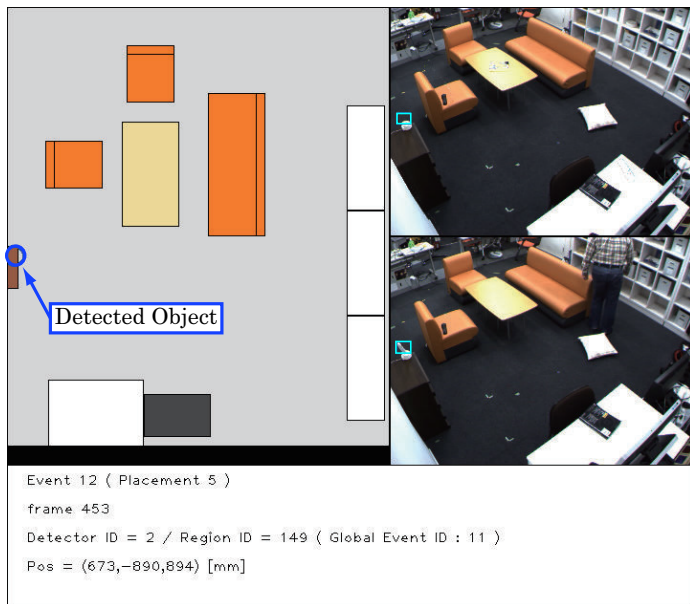 Detected Object
Event 12 ( Placement 5 )
frame 453
Detector ID = 2 / Region ID = 149 ( Global Event ID : 11 )
Pos = (673,−890,894) [mm]